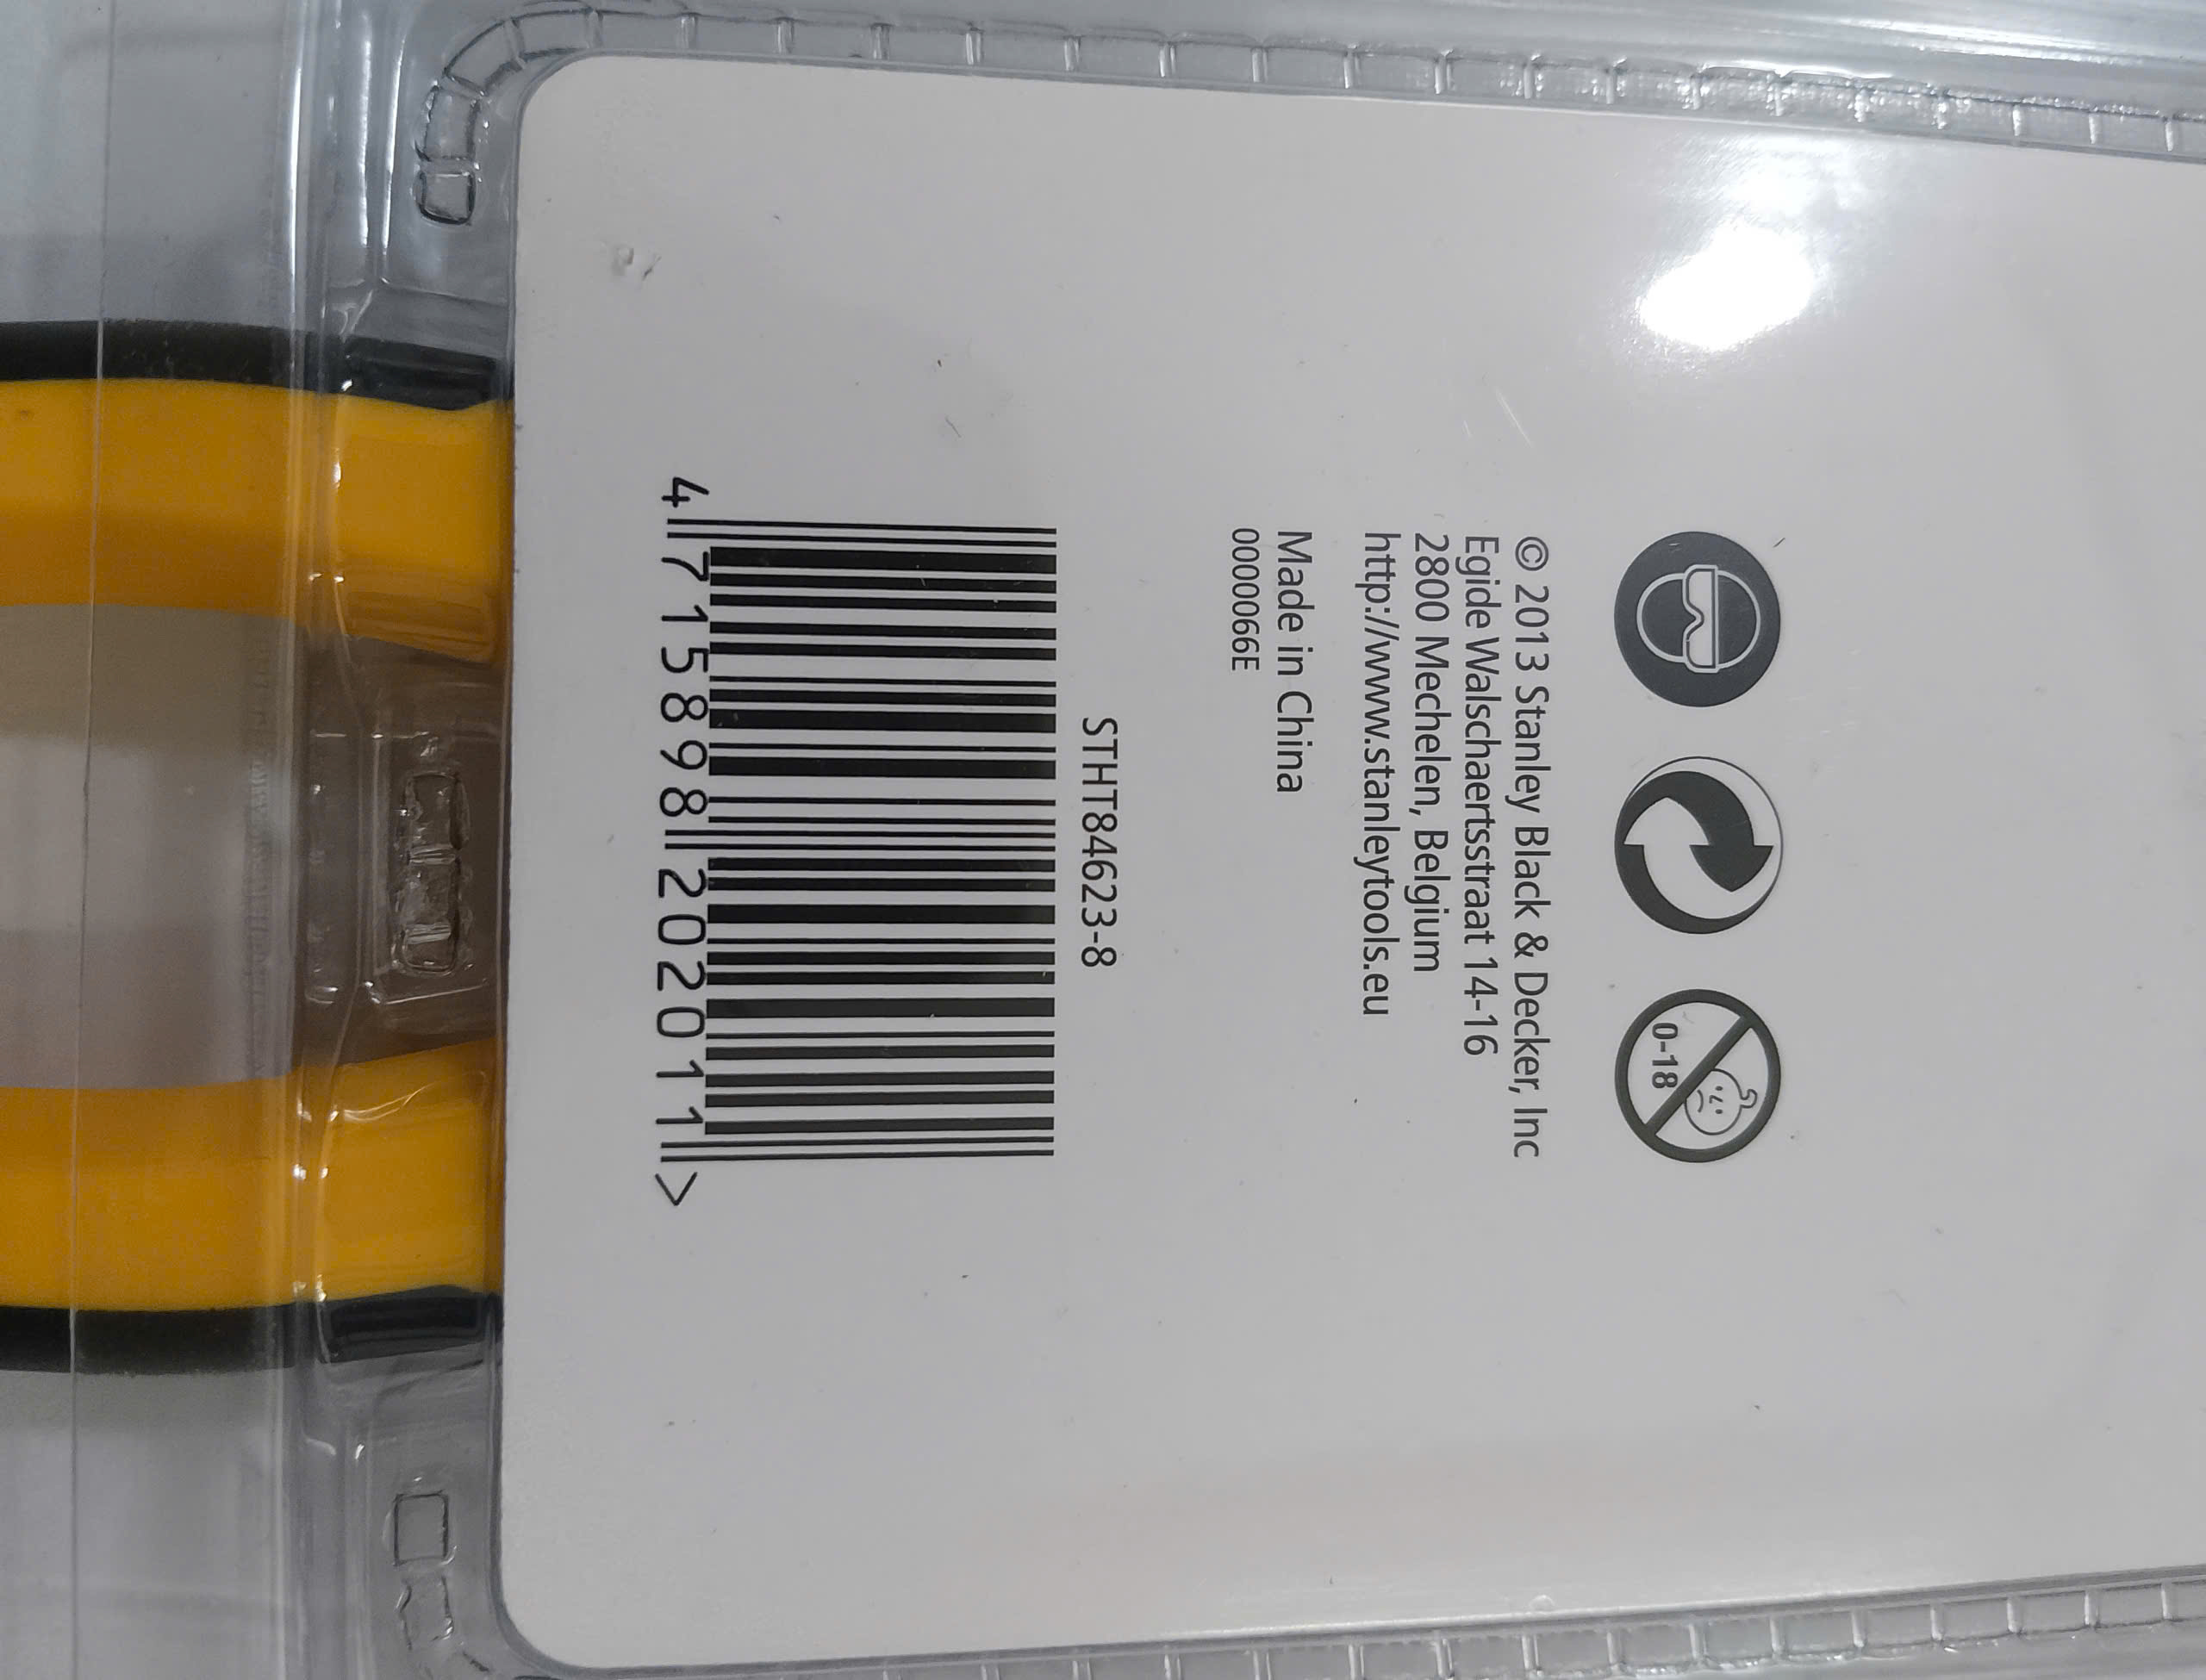 0-18
© 2013 Stanley Black & Decker, Inc
Egide Walschaertsstraat 14-16
2800 Mechelen, Belgium
http://www.stanleytools.eu
Made in China
0000066E
STHT84623-8
4 715898 202011 >